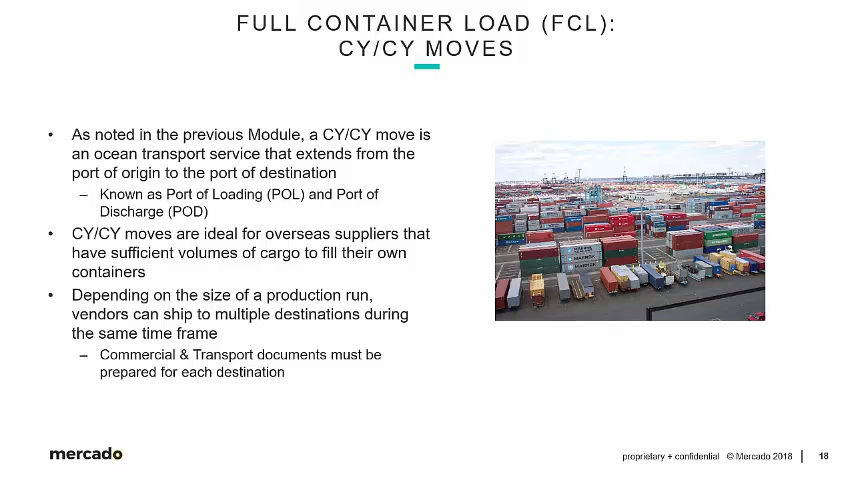 FULL CONTAINER LOAD (FCL):
CY/CY MOVES
• As noted in the previous Module, a CY/CY move is
an ocean transport service that extends from the
port of origin to the port of destination
– Known as Port of Loading (POL) and Port of
Discharge (POD)
• CY/CY moves are ideal for overseas suppliers that
have sufficient volumes of cargo to fill their own
containers
• Depending on the size of a production run,
vendors can ship to multiple destinations during
the same time frame
– Commercial & Transport documents must be
prepared for each destination
mercado
proprietary + confidential © Mercado 2018 | 18